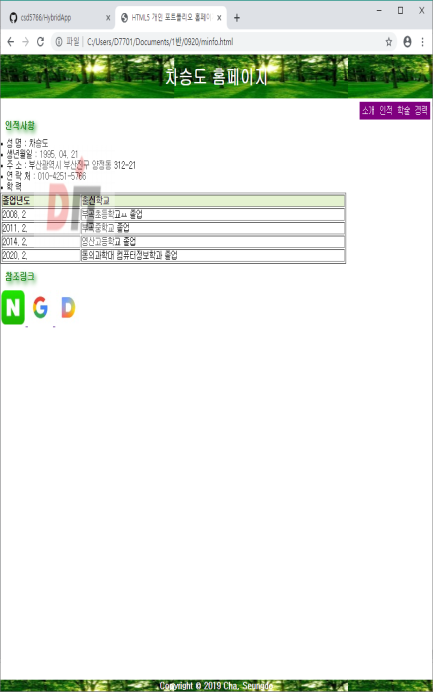 csd5766/HybridApp
HTML5 개인 포트폴리오 홈페이
파일 | C:/Users/D7701/Documents/1반/0920/minfo.html
차승도 홈페이지
소개 인적 학술 경력
인적사항
• 성 명 : 차승도
• 생년월일 : 1995, 04, 21
• 주 소 : 부산광역시 부산진구 양정동 312-21
• 연 락 처 : 010-4251-5766
• 학 력
졸업년도 출신학교
2008, 2, 부곡초등학교ㅛ 졸업
2011, 2, 부곡중학교 졸업
2014, 2, 영산고등학교 졸업
2020, 2, 동의과학대 컴퓨터정보학과 졸업
참조링크
N G D
Copyright © 2019 Cha, Seungdo